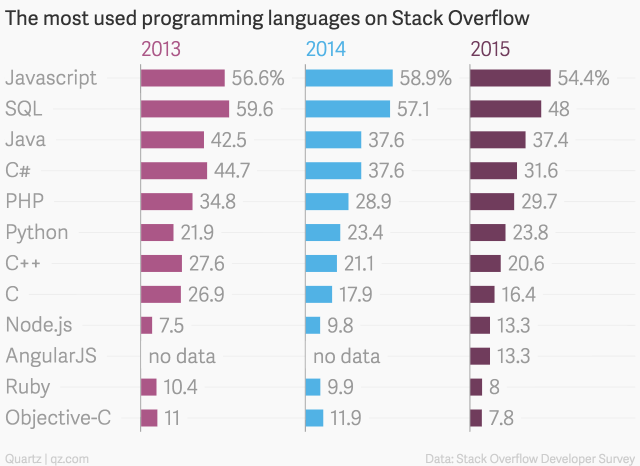 The most used programming languages on Stack Overflow
2013 2014 2015
Javascript 56.6% 58.9% 54.4%
SQL 59.6 57.1 48
Java 42.5 37.6 37.4
C# 44.7 37.6 31.6
PHP 34.8 28.9 29.7
Python 21.9 23.4 23.8
C++ 27.6 21.1 20.6
C 26.9 17.9 16.4
Node.js 7.5 9.8 13.3
AngularJS no data no data 13.3
Ruby 10.4 9.9 8
Objective-C 11 11.9 7.8
Quartz | qz.com Data: Stack Overflow Developer Survey